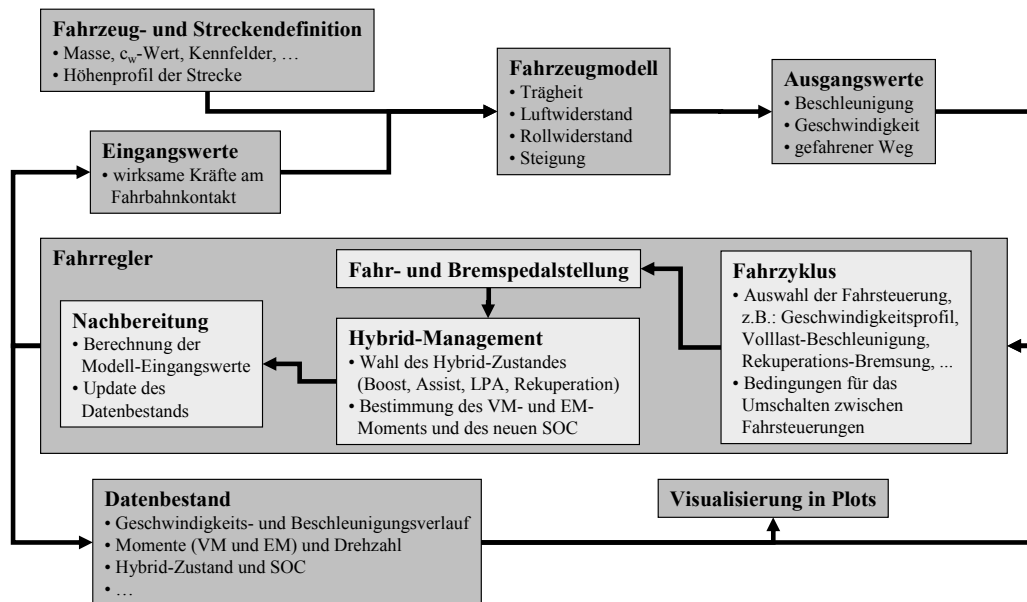 Fahrzeug- und Streckendefinition
• Masse, cw-Wert, Kennfelder, …
• Höhenprofil der Strecke
Fahrzeugmodell
• Trägheit
• Luftwiderstand
• Rollwiderstand
• Steigung
Ausgangswerte
• Beschleunigung
• Geschwindigkeit
• gefahrener Weg
Eingangswerte
• wirksame Kräfte am
Fahrbahnkontakt
Fahrregler
Fahr- und Bremspedalstellung
Fahrzyklus
• Auswahl der Fahrsteuerung,
z.B.: Geschwindigkeitsprofil,
Volllast-Beschleunigung,
Rekuperations-Bremsung, ...
• Bedingungen für das
Umschalten zwischen
Fahrsteuerungen
Hybrid-Management
• Wahl des Hybrid-Zustandes
(Boost, Assist, LPA, Rekuperation)
• Bestimmung des VM- und EM-
Moments und des neuen SOC
Nachbereitung
• Berechnung der
Modell-Eingangswerte
• Update des
Datenbestands
Datenbestand
• Geschwindigkeits- und Beschleunigungsverlauf
• Momente (VM und EM) und Drehzahl
• Hybrid-Zustand und SOC
• …
Visualisierung in Plots